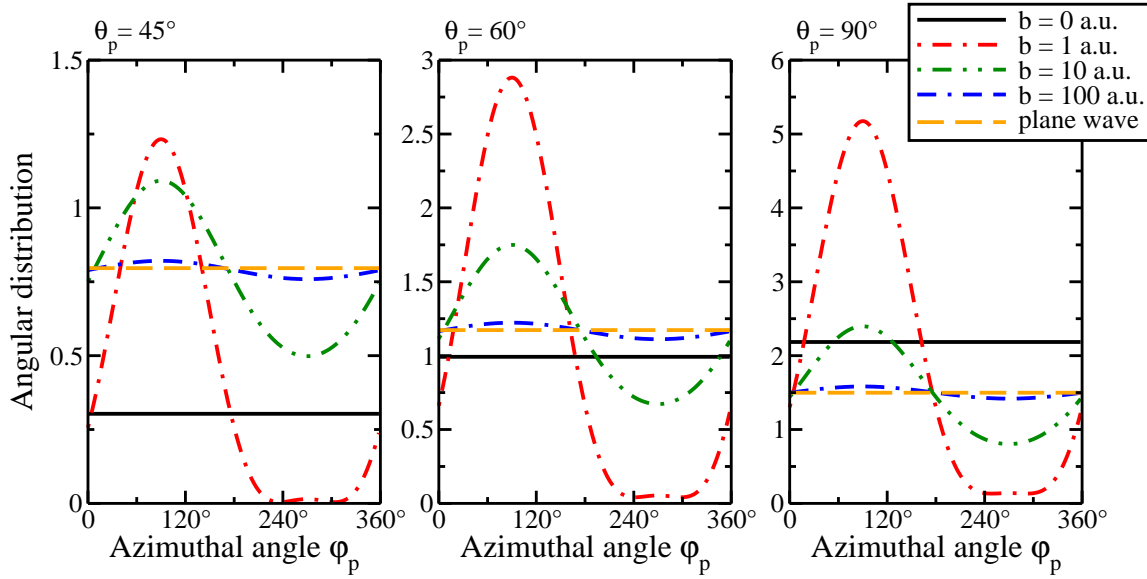 θp = 45°
θp = 60°
θp = 90°
b = 0 a.u.
b = 1 a.u.
b = 10 a.u.
b = 100 a.u.
plane wave
Angular distribution
1.5
1
0.5
0
3
2.5
2
1.5
1
0.5
0
6
5
4
3
2
1
0
0 120° 240° 360°
0 120° 240° 360°
0 120° 240° 360°
Azimuthal angle φp
Azimuthal angle φp
Azimuthal angle φp